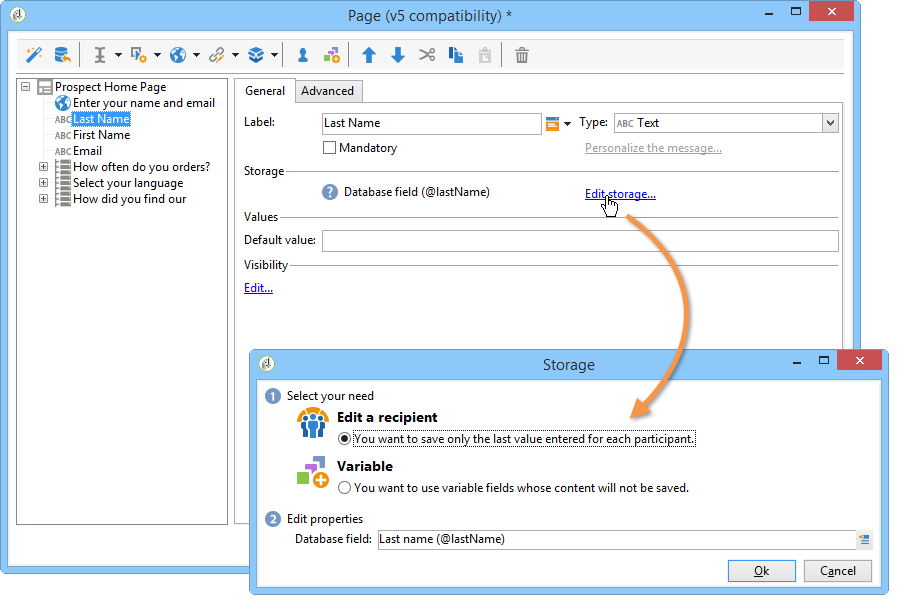 Page (v5 compatibility) *
Prospect Home Page
Enter your name and email
ABC Last Name
ABC First Name
ABC Email
How often do you orders?
Select your language
How did you find our
General
Advanced
Label:
Last Name
Type:
ABC Text
Mandatory
Personalize the message...
Storage
? Database field (@lastName)
Edit storage...
Values
Default value:
Visibility
Edit...
Storage
1 Select your need
Edit a recipient
You want to save only the last value entered for each participant.
Variable
You want to use variable fields whose content will not be saved.
2 Edit properties
Database field:
Last name (@lastName)
Ok
Cancel